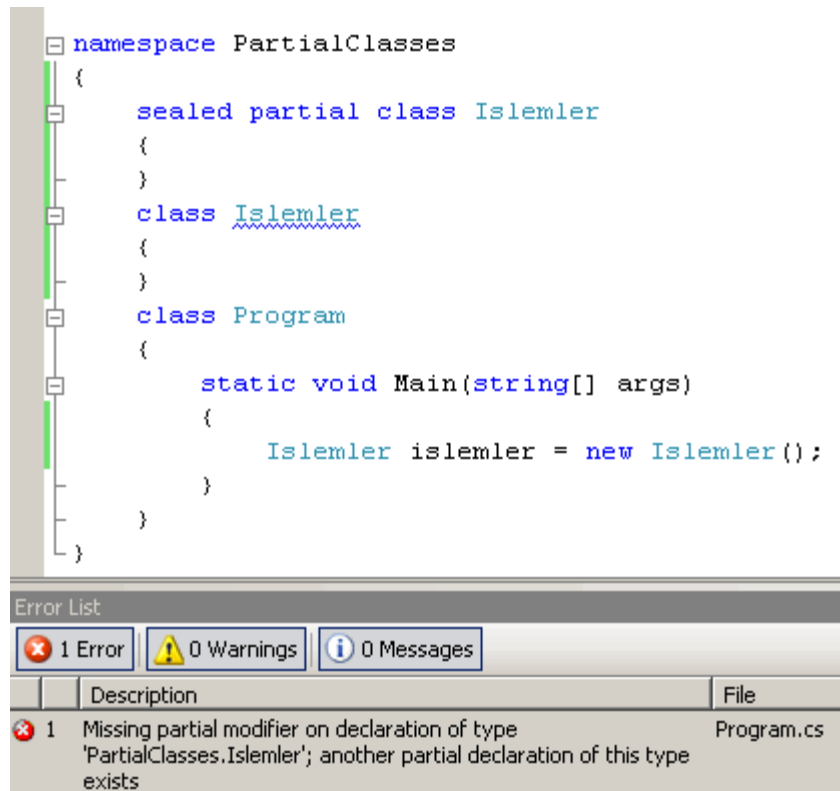 namespace PartialClasses
{
sealed partial class Islemler
{
}
class Islemler
{
}
class Program
{
static void Main(string[] args)
{
Islemler islemler = new Islemler();
}
}
}
Error List
1 Error 0 Warnings 0 Messages
Description File
1 Missing partial modifier on declaration of type Program.cs
'PartialClasses.Islemler'; another partial declaration of this type
exists